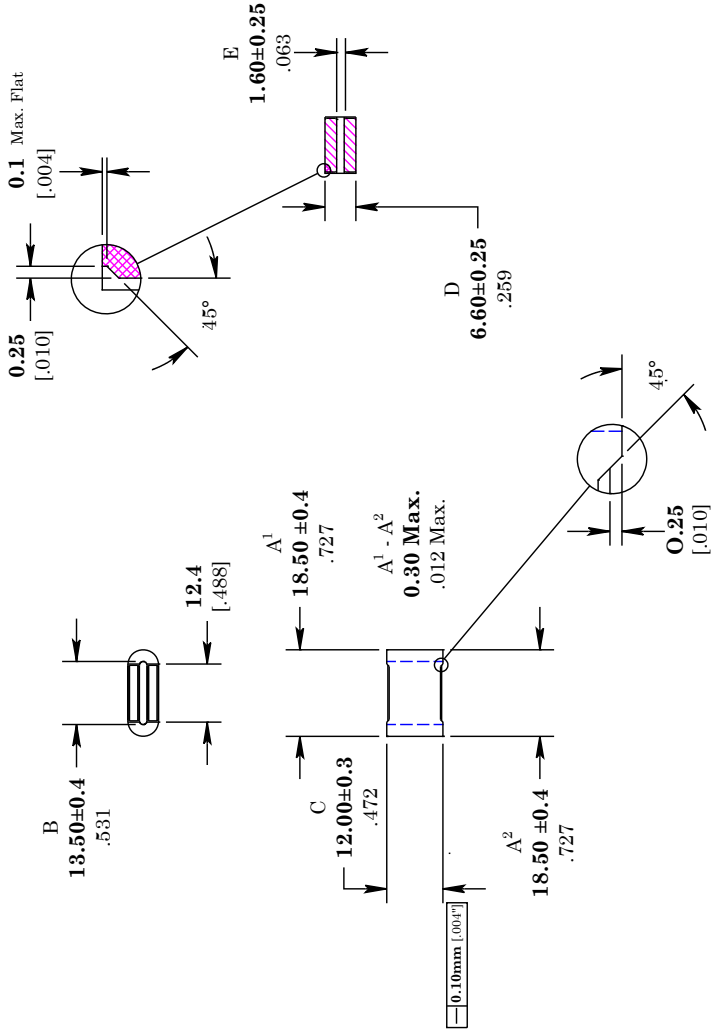 0.25
[.010]
0.1 Max. Flat
[.004]
45°
E
1.60±0.25
.063
D
6.60±0.25
.259
B
13.50±0.4
.531
12.4
[.488]
A¹
18.50 ±0.4
.727
A¹ - A²
0.30 Max.
.012 Max.
C
12.00±0.3
.472
A²
18.50 ±0.4
.727
— 0.10mm [.004"]
45°
O.25
[.010]